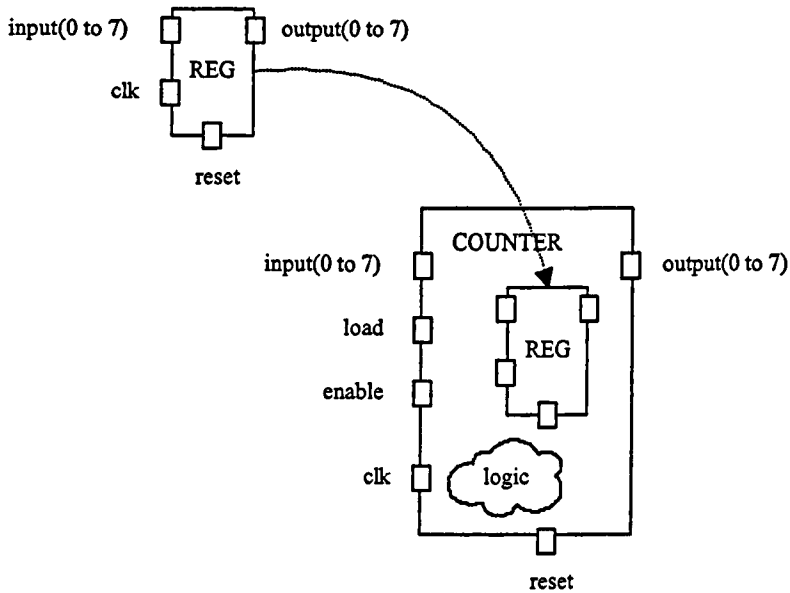 input(0 to 7)
output(0 to 7)
REG
clk
reset
COUNTER
input(0 to 7)
output(0 to 7)
load
REG
enable
clk
logic
reset